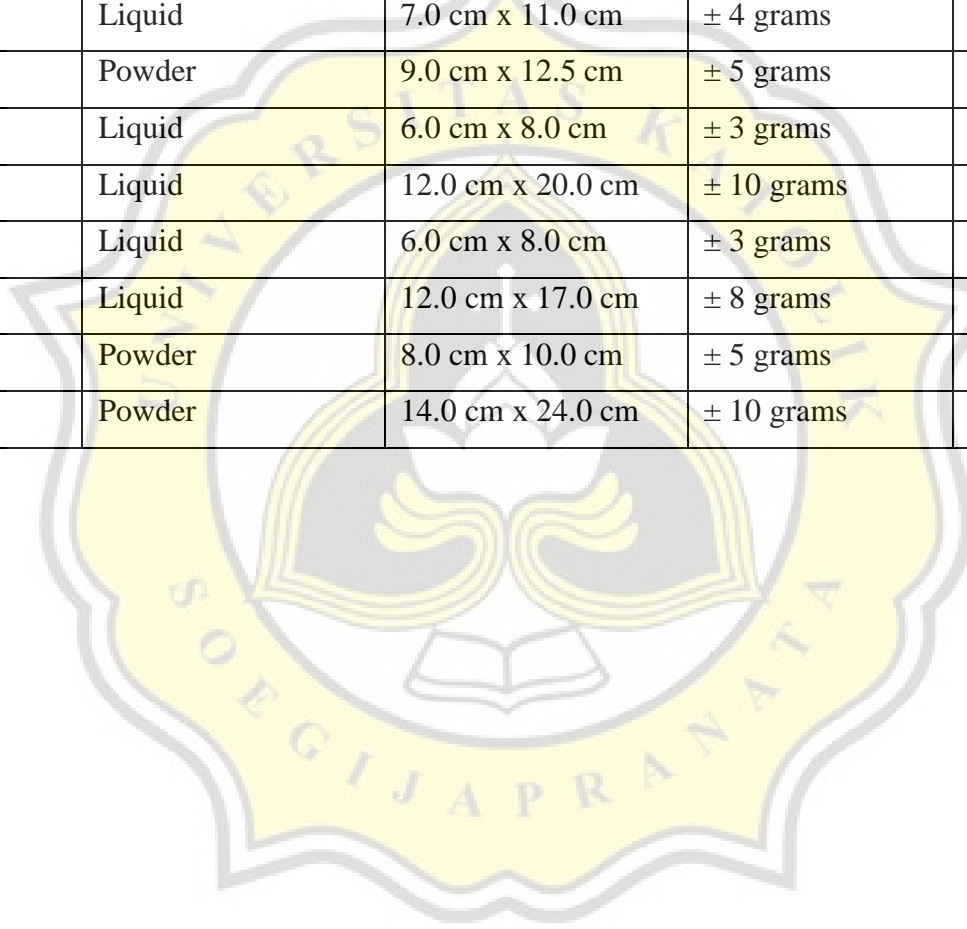 Liquid 7.0 cm x 11.0 cm ± 4 grams
Powder 9.0 cm x 12.5 cm ± 5 grams
Liquid 6.0 cm x 8.0 cm ± 3 grams
Liquid 12.0 cm x 20.0 cm ± 10 grams
Liquid 6.0 cm x 8.0 cm ± 3 grams
Liquid 12.0 cm x 17.0 cm ± 8 grams
Powder 8.0 cm x 10.0 cm ± 5 grams
Powder 14.0 cm x 24.0 cm ± 10 grams
UNIVERSITAS KATOLIK
SOEGIJAPRANATA